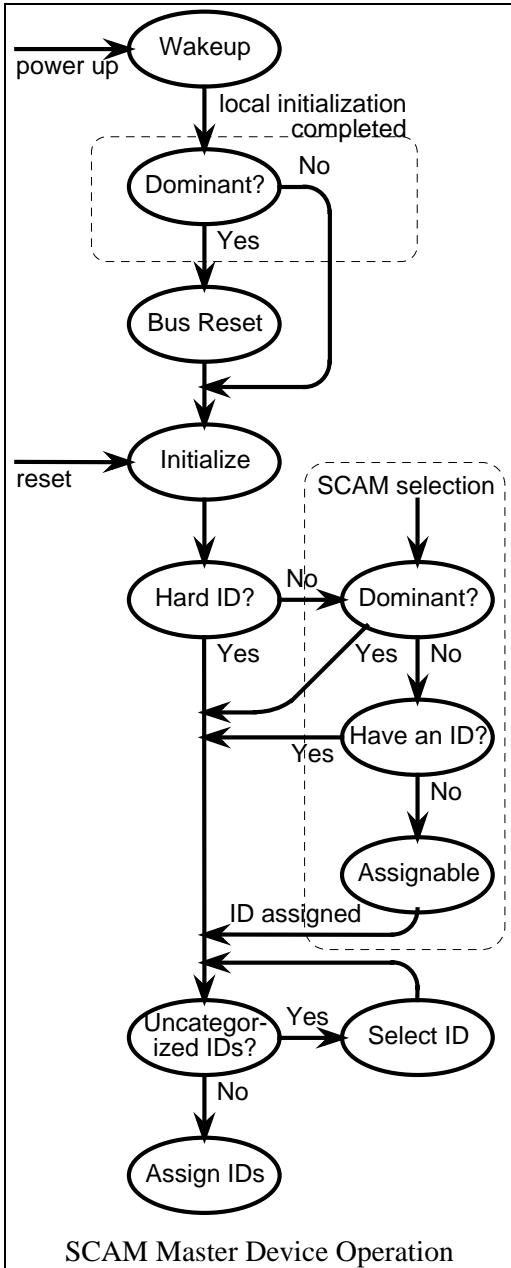 Wakeup
power up
local initialization
completed
Dominant?
No
Yes
Bus Reset
Initialize
reset
SCAM selection
Hard ID?
No
Dominant?
Yes
Yes
No
Have an ID?
Yes
No
Assignable
ID assigned
Uncategor-
ized IDs?
Yes
Select ID
No
Assign IDs
SCAM Master Device Operation